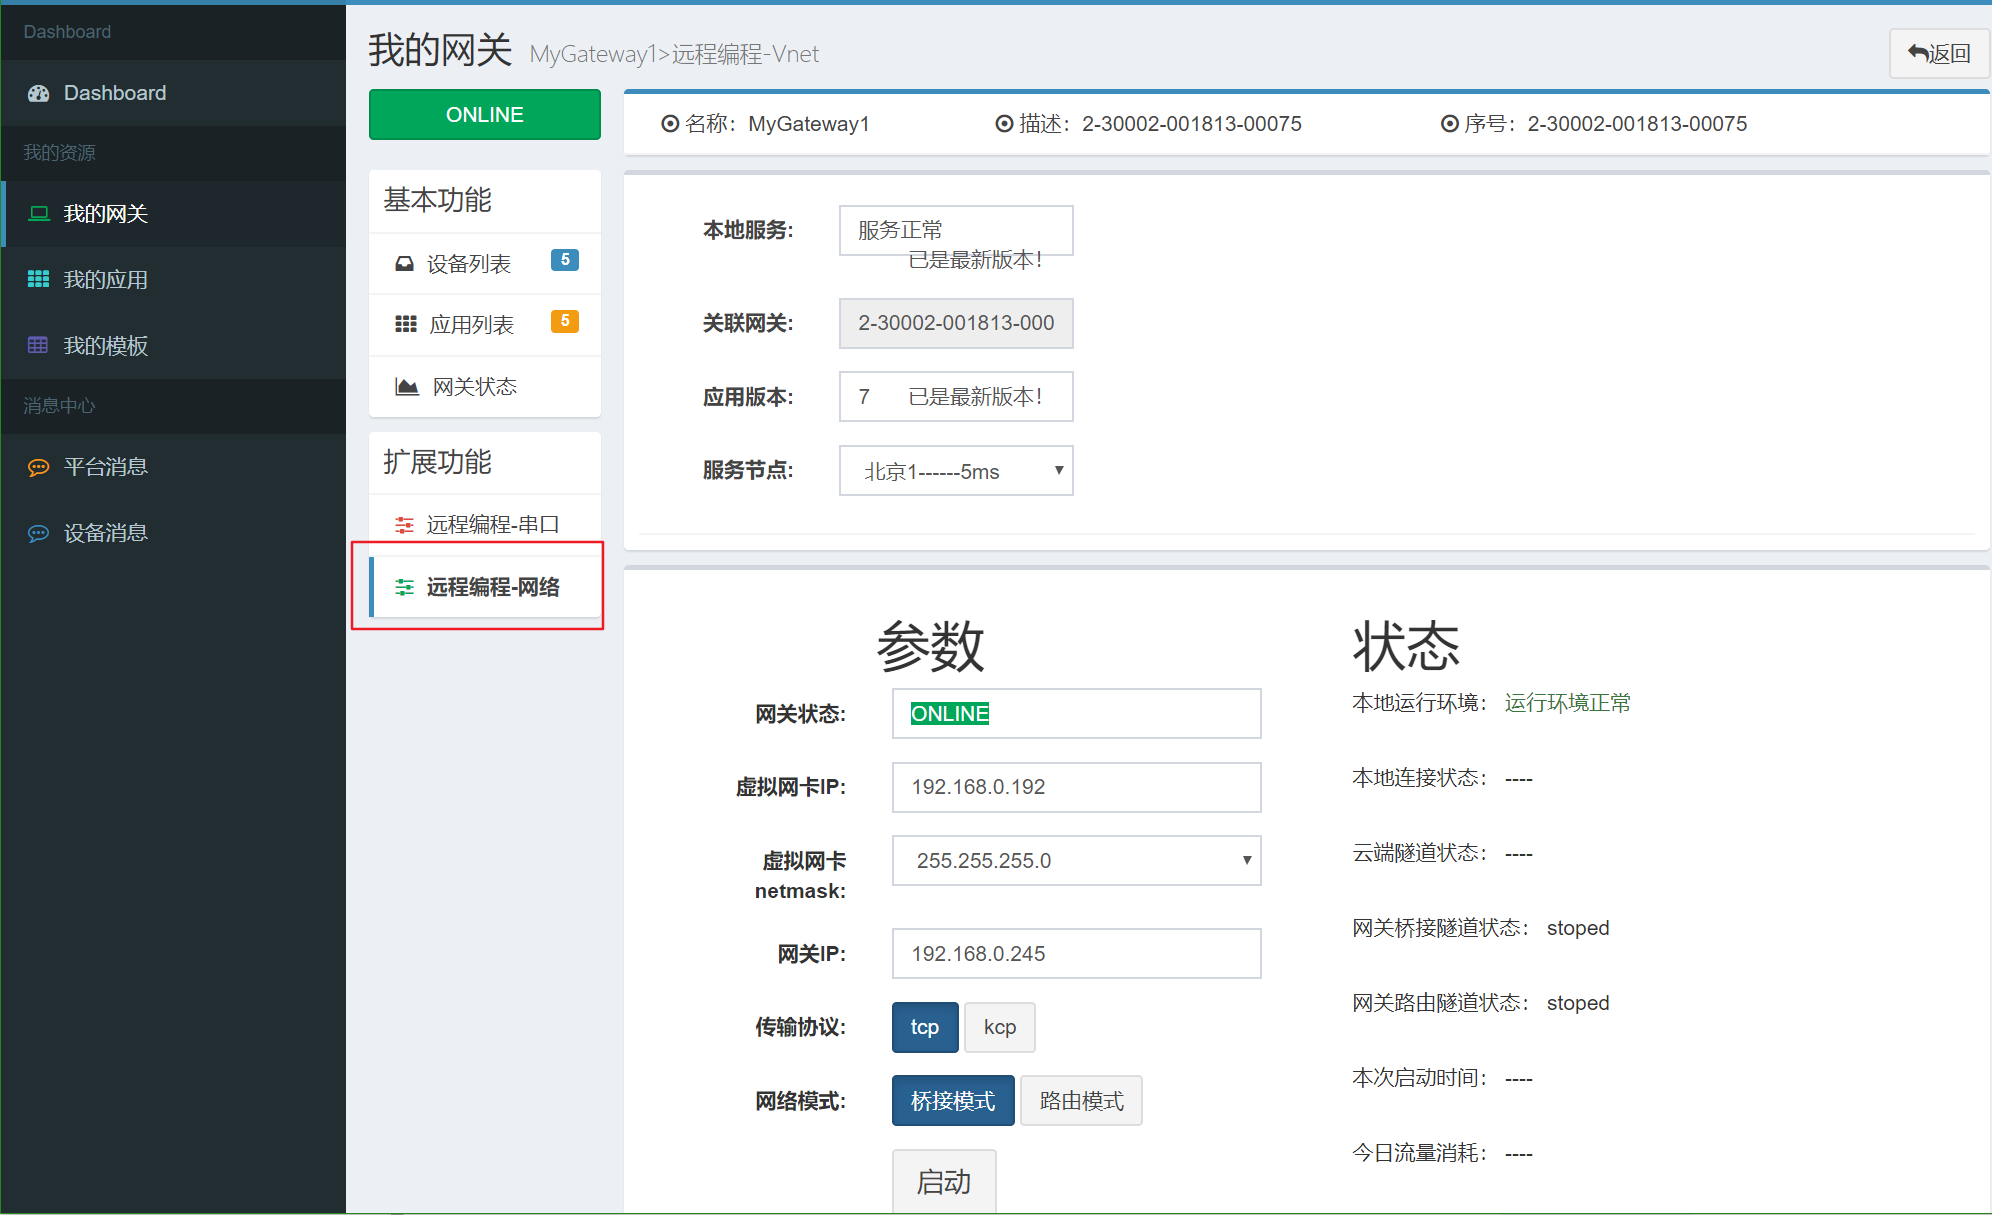 Dashboard
Dashboard
我的资源
我的网关
我的应用
我的模板
消息中心
平台消息
设备消息
我的网关 MyGateway1>远程编程-Vnet
返回
ONLINE
名称：MyGateway1
描述：2-30002-001813-00075
序号：2-30002-001813-00075
基本功能
设备列表 5
应用列表 5
网关状态
扩展功能
远程编程-串口
远程编程-网络
本地服务: 服务正常
已是最新版本!
关联网关: 2-30002-001813-000
应用版本: 7 已是最新版本!
服务节点: 北京1------5ms
参数
网关状态: ONLINE
虚拟网卡IP: 192.168.0.192
虚拟网卡 255.255.255.0
netmask:
网关IP: 192.168.0.245
传输协议: tcp kcp
网络模式: 桥接模式 路由模式
启动
状态
本地运行环境： 运行环境正常
本地连接状态： ----
云端隧道状态： ----
网关桥接隧道状态： stoped
网关路由隧道状态： stoped
本次启动时间： ----
今日流量消耗： ----